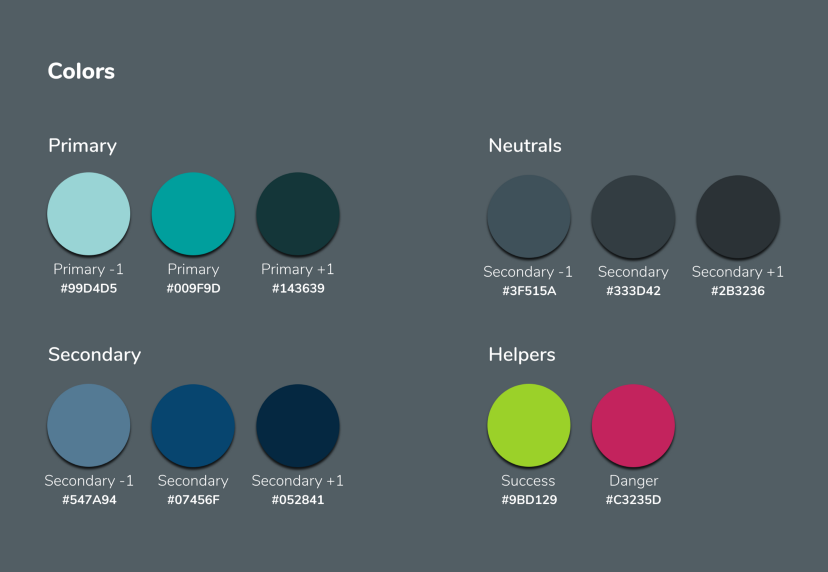 Colors
Primary
Primary -1
#99D4D5
Primary
#009F9D
Primary +1
#143639
Neutrals
Secondary -1
#3F515A
Secondary
#333D42
Secondary +1
#2B3236
Secondary
Secondary -1
#547A94
Secondary
#07456F
Secondary +1
#052841
Helpers
Success
#9BD129
Danger
#C3235D